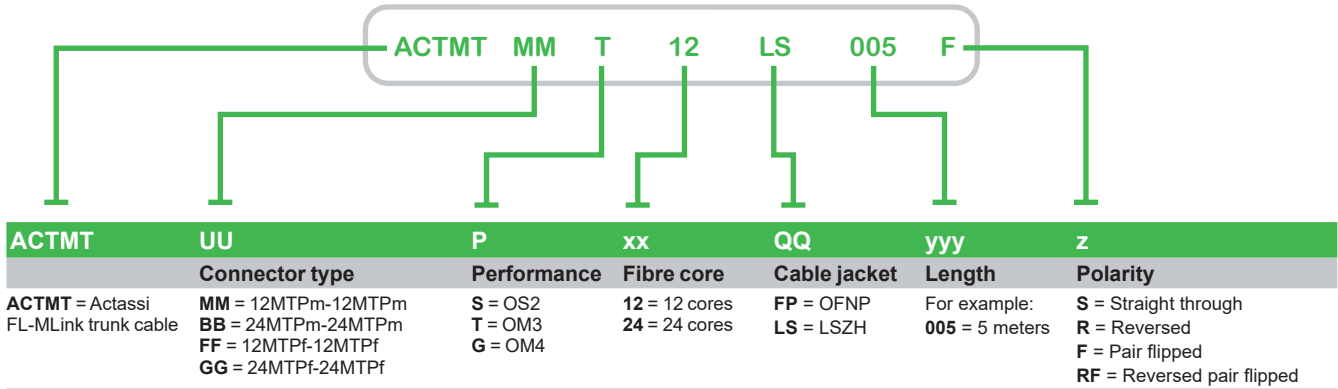 ACTMT MM T 12 LS 005 F
ACTMT UU P xx QQ yyy z
Connector type Performance Fibre core Cable jacket Length Polarity
ACTMT = Actassi MM = 12MTPm-12MTPm S = OS2 12 = 12 cores FP = OFNP For example: S = Straight through
FL-MLink trunk cable BB = 24MTPm-24MTPm T = OM3 24 = 24 cores LS = LSZH 005 = 5 meters R = Reversed
FF = 12MTPf-12MTPf G = OM4 F = Pair flipped
GG = 24MTPf-24MTPf RF = Reversed pair flipped